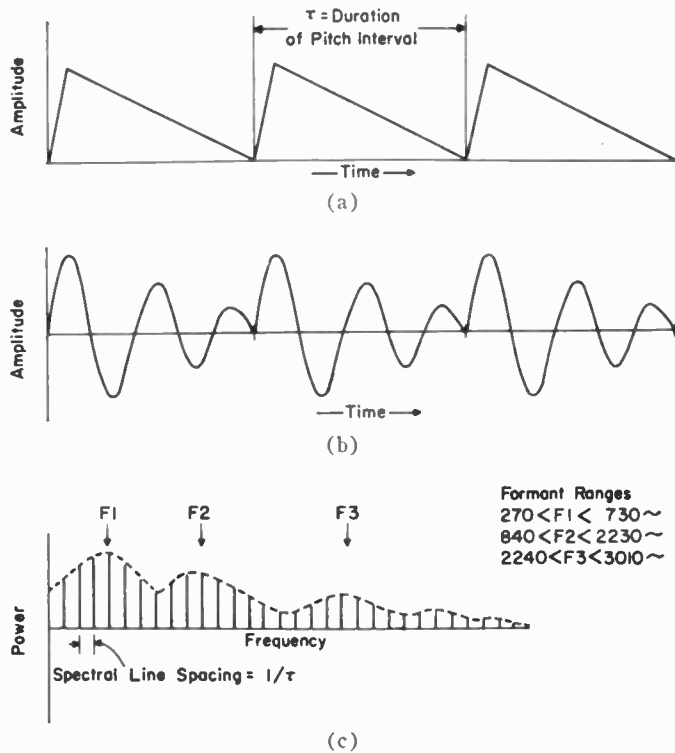 τ = Duration
of Pitch Interval
Amplitude
Time
(a)
Amplitude
Time
(b)
F1
F2
F3
Formant Ranges
270<F1< 730~
840<F2<2230~
2240<F3<3010~
Power
Frequency
Spectral Line Spacing = 1/τ
(c)